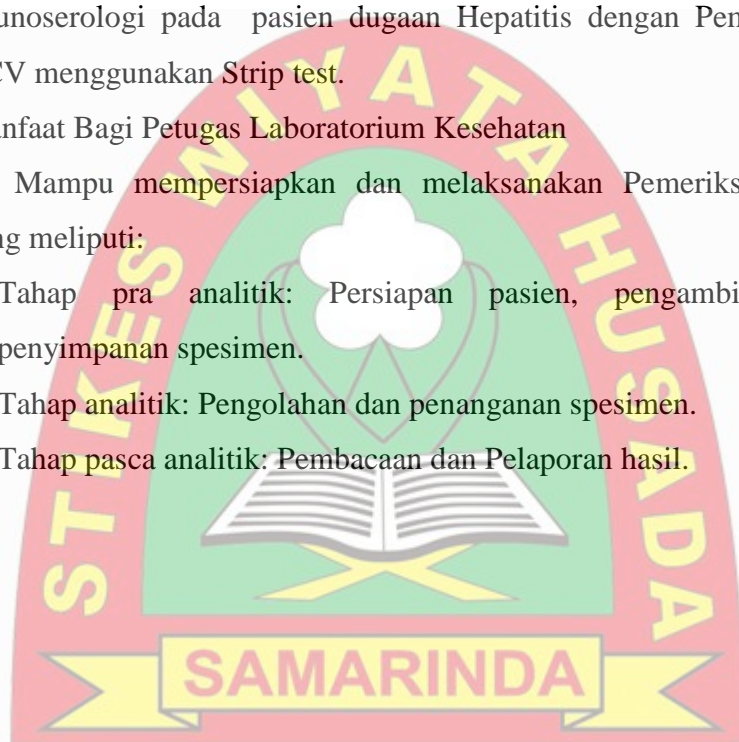 unoserologi pada pasien dugaan Hepatitis dengan Pem
CV menggunakan Strip test.
nfaat Bagi Petugas Laboratorium Kesehatan
Mampu mempersiapkan dan melaksanakan Pemeriks
ng meliputi:
Tahap pra analitik: Persiapan pasien, pengambi
penyimpanan spesimen.
Tahap analitik: Pengolahan dan penanganan spesimen.
Tahap pasca analitik: Pembacaan dan Pelaporan hasil.
STIKES WIYATA HUSADA
SAMARINDA